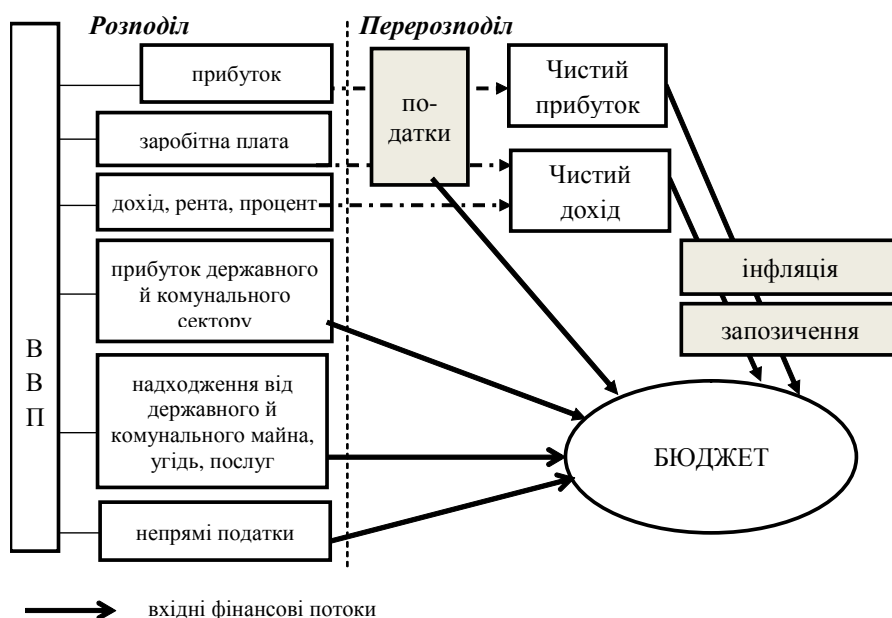 Розподіл
Перерозподіл
В
В
П
прибуток
заробітна плата
дохід, рента, процент
прибуток державного
й комунального
сектору
надходження від
державного й
комунального майна,
угідь, послуг
непрямі податки
по-
датки
Чистий
прибуток
Чистий
дохід
інфляція
запозичення
БЮДЖЕТ
вхідні фінансові потоки